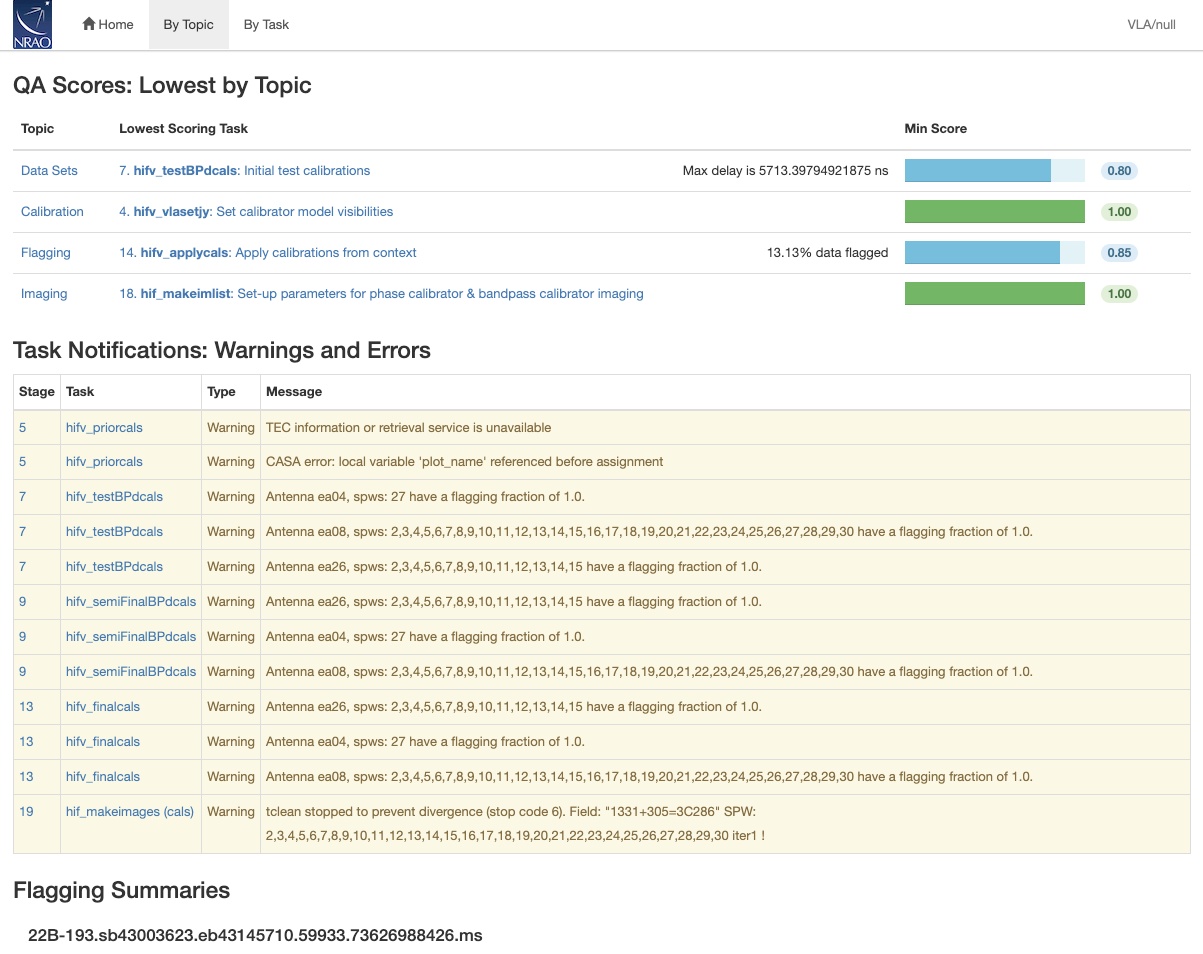 NRAO
Home By Topic By Task VLA/null
QA Scores: Lowest by Topic
Topic Lowest Scoring Task Min Score
Data Sets 7. hifv_testBPdcals: Initial test calibrations Max delay is 5713.39794921875 ns 0.80
Calibration 4. hifv_vlasetjy: Set calibrator model visibilities 1.00
Flagging 14. hifv_applycals: Apply calibrations from context 13.13% data flagged 0.85
Imaging 18. hif_makeimlist: Set-up parameters for phase calibrator & bandpass calibrator imaging 1.00
Task Notifications: Warnings and Errors
Stage Task Type Message
5 hifv_priorcals Warning TEC information or retrieval service is unavailable
5 hifv_priorcals Warning CASA error: local variable 'plot_name' referenced before assignment
7 hifv_testBPdcals Warning Antenna ea04, spws: 27 have a flagging fraction of 1.0.
7 hifv_testBPdcals Warning Antenna ea08, spws: 2,3,4,5,6,7,8,9,10,11,12,13,14,15,16,17,18,19,20,21,22,23,24,25,26,27,28,29,30 have a flagging fraction of 1.0.
7 hifv_testBPdcals Warning Antenna ea26, spws: 2,3,4,5,6,7,8,9,10,11,12,13,14,15 have a flagging fraction of 1.0.
9 hifv_semiFinalBPdcals Warning Antenna ea26, spws: 2,3,4,5,6,7,8,9,10,11,12,13,14,15 have a flagging fraction of 1.0.
9 hifv_semiFinalBPdcals Warning Antenna ea04, spws: 27 have a flagging fraction of 1.0.
9 hifv_semiFinalBPdcals Warning Antenna ea08, spws: 2,3,4,5,6,7,8,9,10,11,12,13,14,15,16,17,18,19,20,21,22,23,24,25,26,27,28,29,30 have a flagging fraction of 1.0.
13 hifv_finalcals Warning Antenna ea26, spws: 2,3,4,5,6,7,8,9,10,11,12,13,14,15 have a flagging fraction of 1.0.
13 hifv_finalcals Warning Antenna ea04, spws: 27 have a flagging fraction of 1.0.
13 hifv_finalcals Warning Antenna ea08, spws: 2,3,4,5,6,7,8,9,10,11,12,13,14,15,16,17,18,19,20,21,22,23,24,25,26,27,28,29,30 have a flagging fraction of 1.0.
19 hif_makeimages (cals) Warning tclean stopped to prevent divergence (stop code 6). Field: "1331+305=3C286" SPW:
2,3,4,5,6,7,8,9,10,11,12,13,14,15,16,17,18,19,20,21,22,23,24,25,26,27,28,29,30 iter1 !
Flagging Summaries
22B-193.sb43003623.eb43145710.59933.73626988426.ms